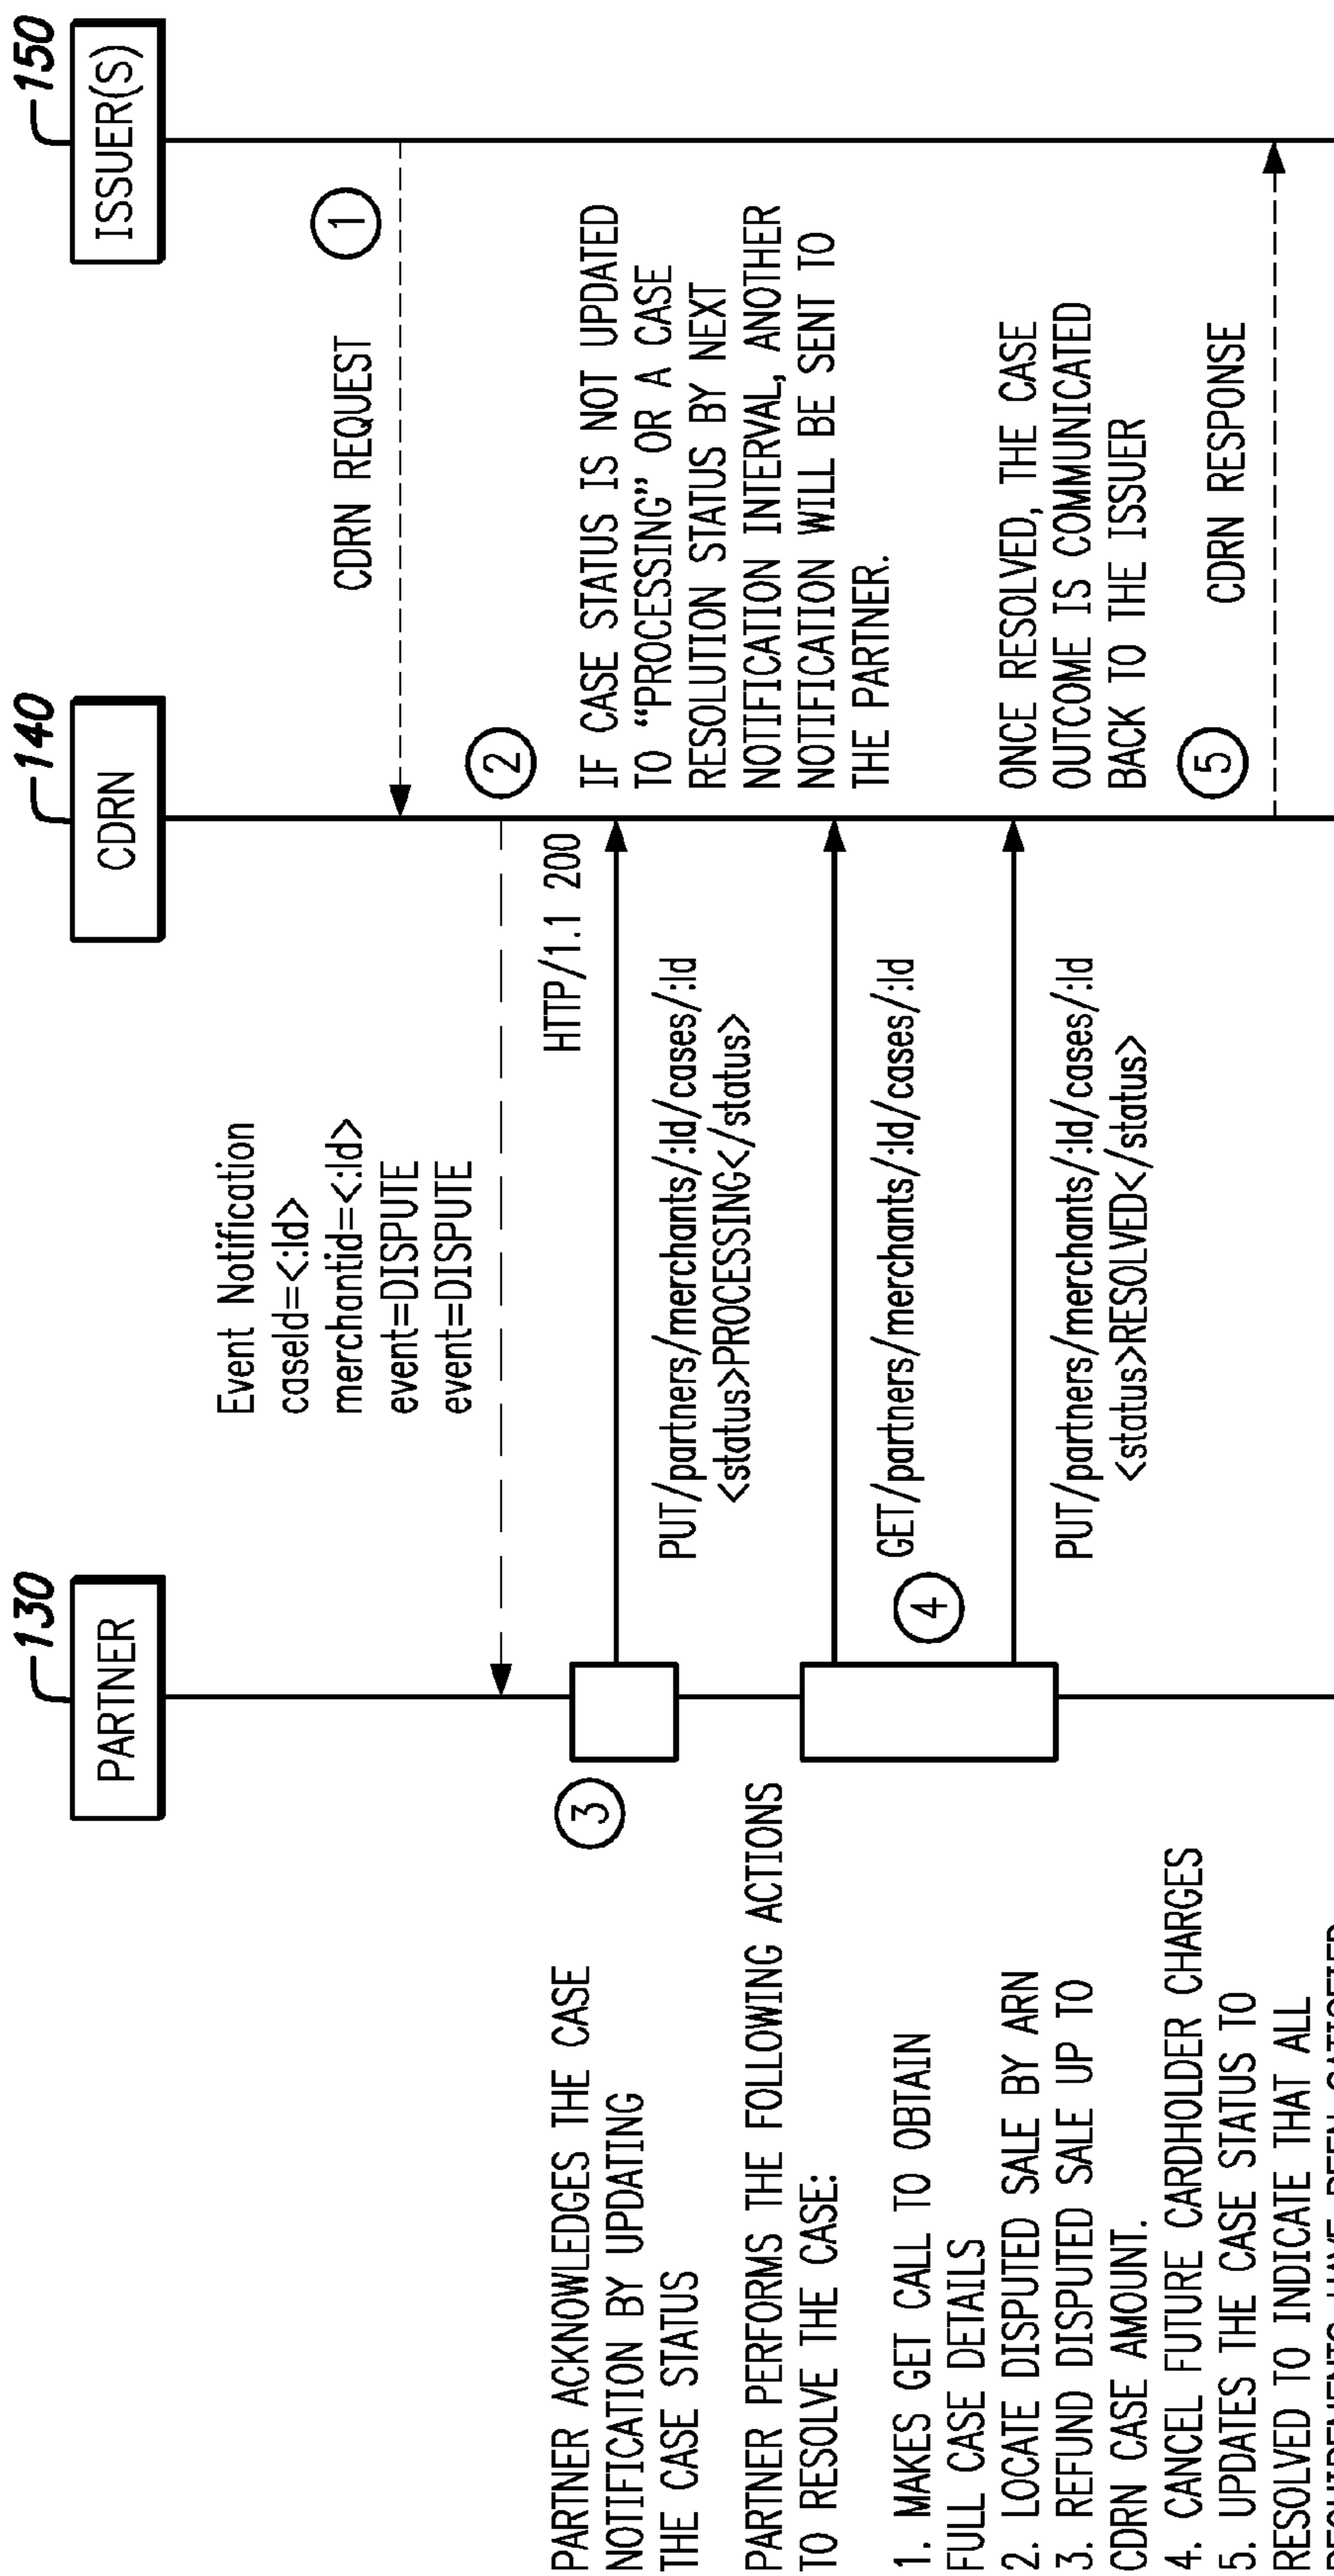 130
PARTNER
140
CDRN
150
ISSUER(S)
CDRN REQUEST
1
Event Notification
caseId=<:Id>
merchantid=<:Id>
event=DISPUTE
event=DISPUTE
2
HTTP/1.1 200
IF CASE STATUS IS NOT UPDATED
TO “PROCESSING” OR A CASE
RESOLUTION STATUS BY NEXT
NOTIFICATION INTERVAL, ANOTHER
NOTIFICATION WILL BE SENT TO
THE PARTNER.
3
PARTNER ACKNOWLEDGES THE CASE
NOTIFICATION BY UPDATING
THE CASE STATUS
PUT/partners/merchants/:Id/cases/:Id
<status>PROCESSING</status>
PARTNER PERFORMS THE FOLLOWING ACTIONS
TO RESOLVE THE CASE:
1. MAKES GET CALL TO OBTAIN
FULL CASE DETAILS
2. LOCATE DISPUTED SALE BY ARN
3. REFUND DISPUTED SALE UP TO
CDRN CASE AMOUNT.
4. CANCEL FUTURE CARDHOLDER CHARGES
5. UPDATES THE CASE STATUS TO
RESOLVED TO INDICATE THAT ALL
REQUIREMENTS HAVE BEEN SATISFIED
GET/partners/merchants/:Id/cases/:Id
4
PUT/partners/merchants/:Id/cases/:Id
<status>RESOLVED</status>
ONCE RESOLVED, THE CASE
OUTCOME IS COMMUNICATED
BACK TO THE ISSUER
5
CDRN RESPONSE